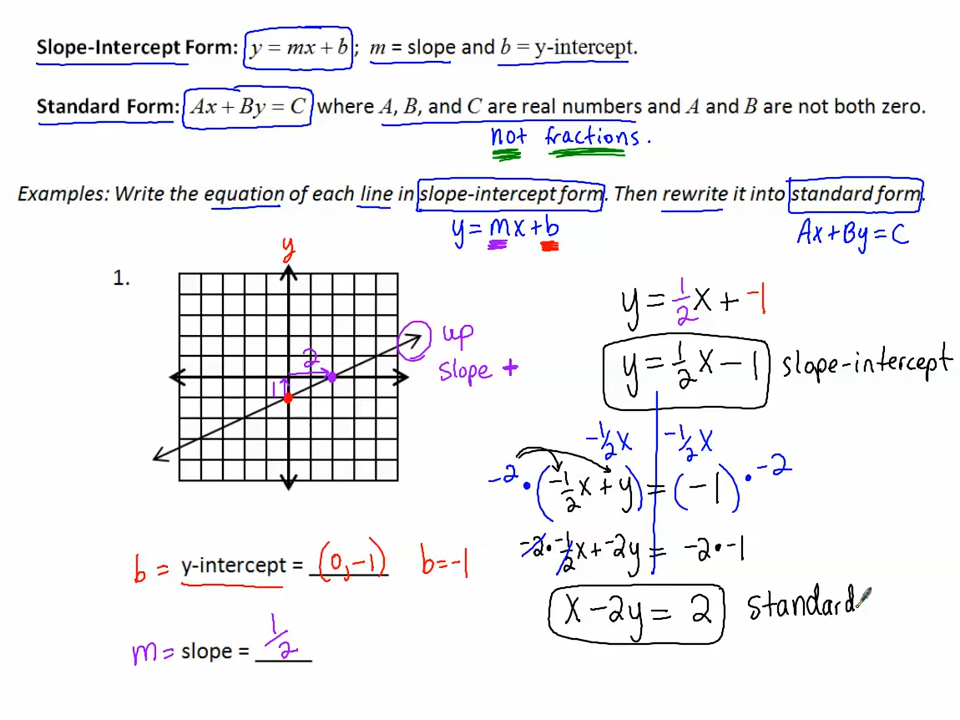 Slope-Intercept Form: y = mx + b ; m = slope and b = y-intercept.
Standard Form: Ax + By = C where A, B, and C are real numbers and A and B are not both zero.
not fractions.
Examples: Write the equation of each line in slope-intercept form. Then rewrite it into standard form.
y = mx+b
Ax+By=C
1.
y
2
1
up
slope +
y = 1/2 x + -1
y = 1/2 x - 1 slope-intercept
-1/2 x -1/2 x
-2 • (-1/2 x + y) = (-1) • -2
-2 • -1/2 x + -2y = -2 • -1
x - 2y = 2 standard
b = y-intercept = (0, -1) b = -1
m = slope = 1/2